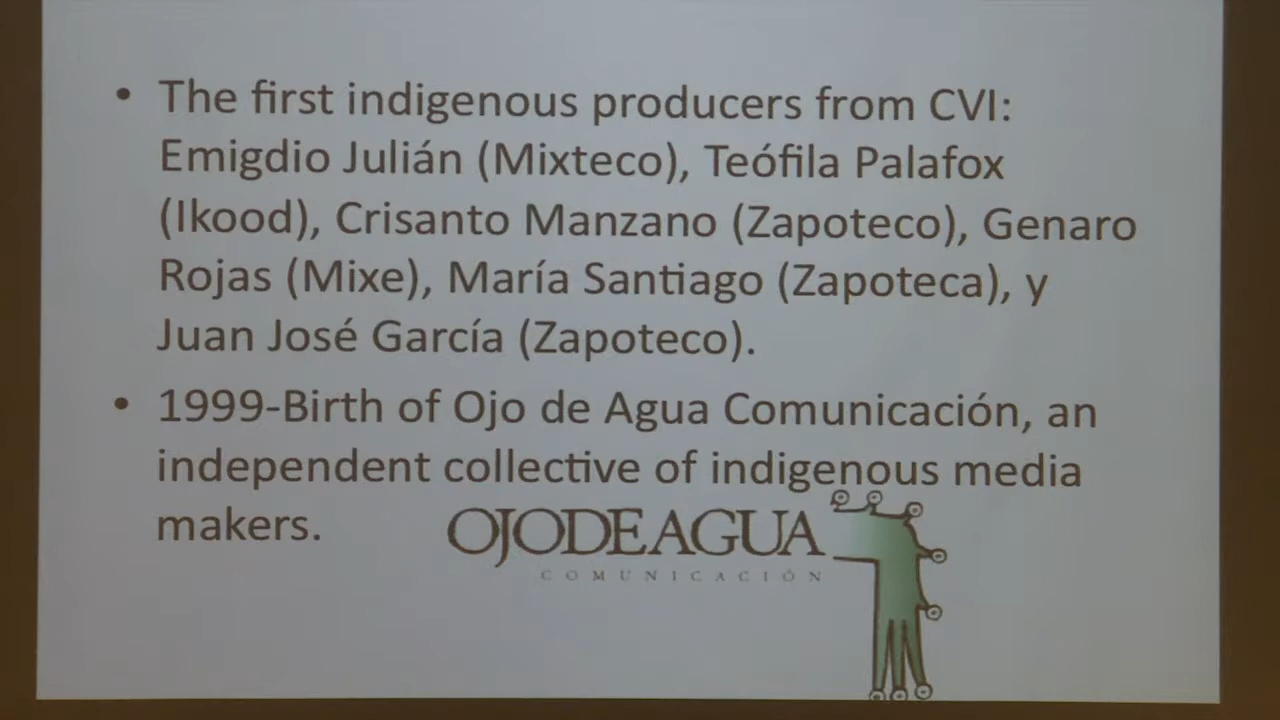 • The first indigenous producers from CVI:
Emigdio Julián (Mixteco), Teófila Palafox
(Ikood), Crisanto Manzano (Zapoteco), Genaro
Rojas (Mixe), María Santiago (Zapoteca), y
Juan José García (Zapoteco).
• 1999-Birth of Ojo de Agua Comunicación, an
independent collective of indigenous media
makers.
OJODEAGUA
COMUNICACIÓN